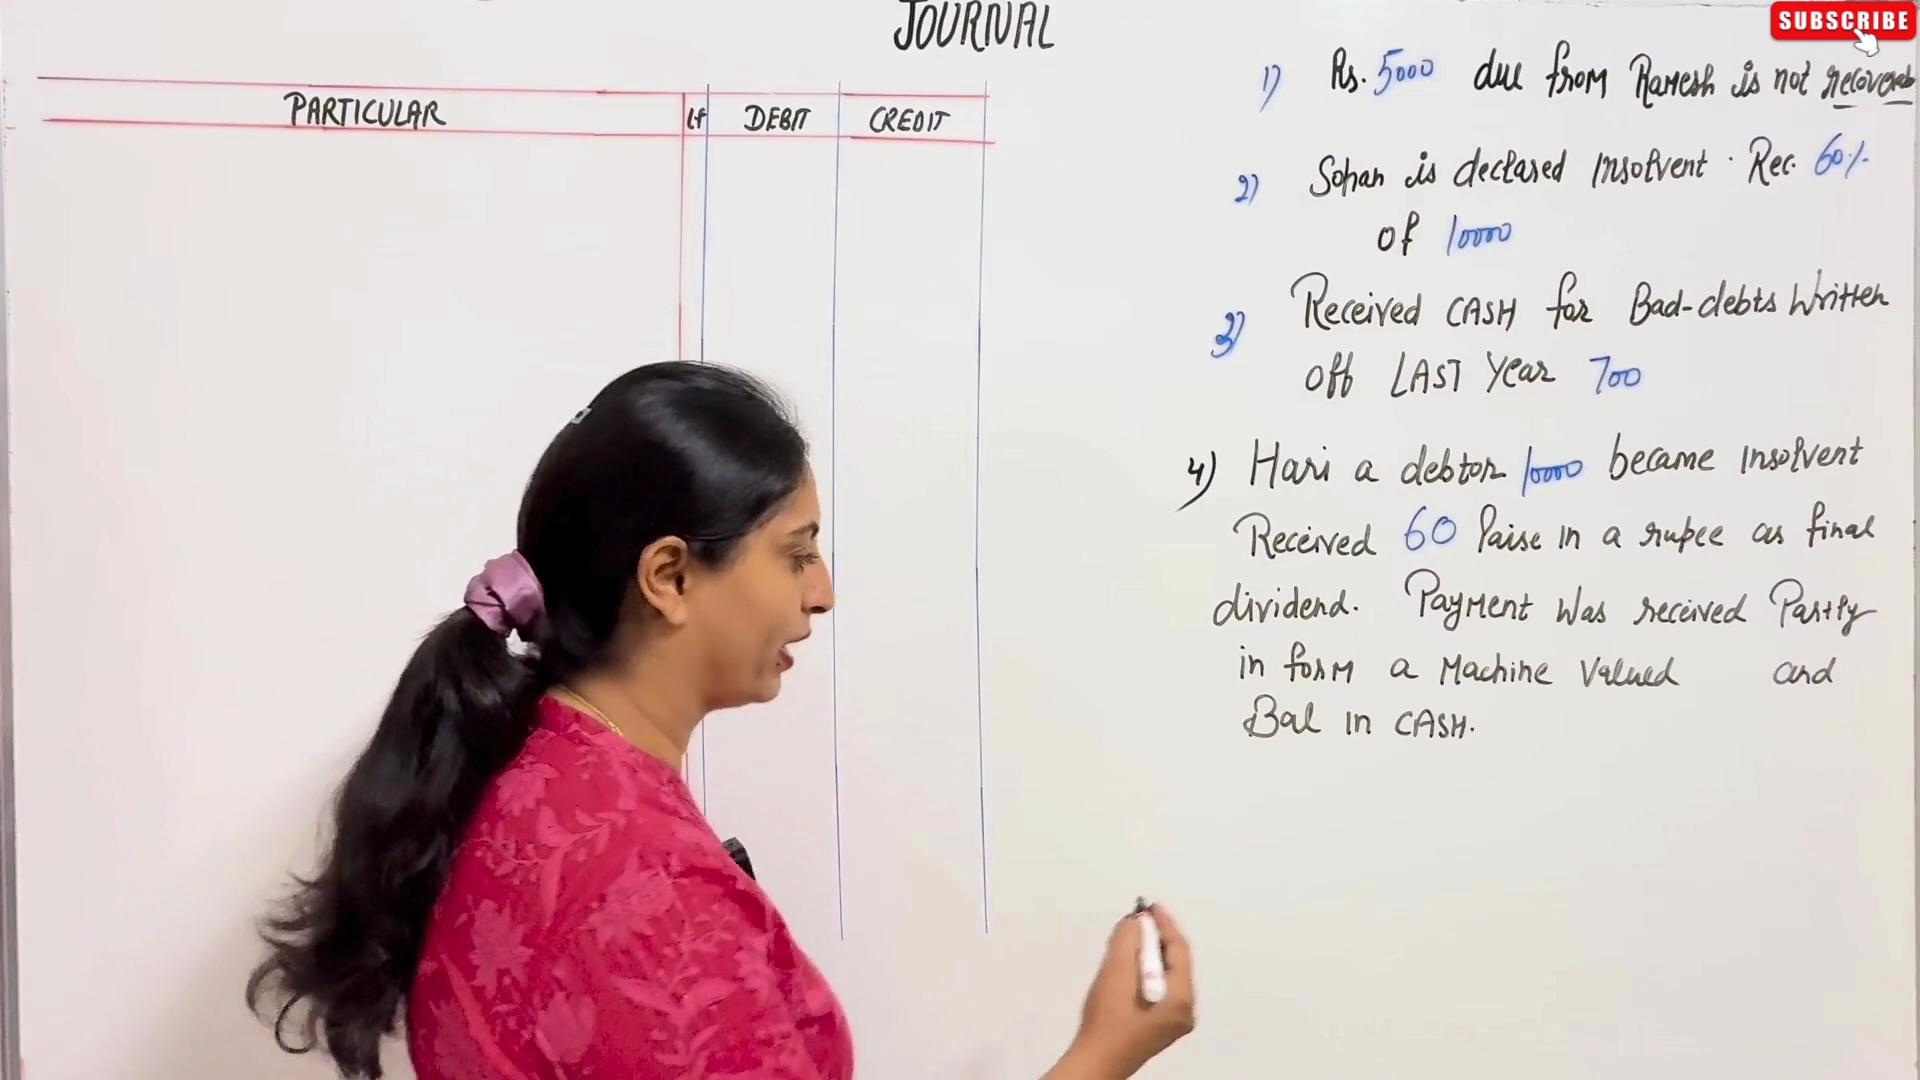 JOURNAL
SUBSCRIBE
PARTICULAR
Lf
DEBIT
CREDIT
1) Rs. 5000 due from Ramesh is not recoverab
2) Sohan is declared insolvent. Rec. 60%
of 10000
3) Received CASH for Bad-debts Written
off LAST Year 700
4) Hari a debtor 10000 became insolvent
Received 60 Paise in a rupee as final
dividend. Payment was received Partly
in form a Machine Valued and
Bal in CASH.